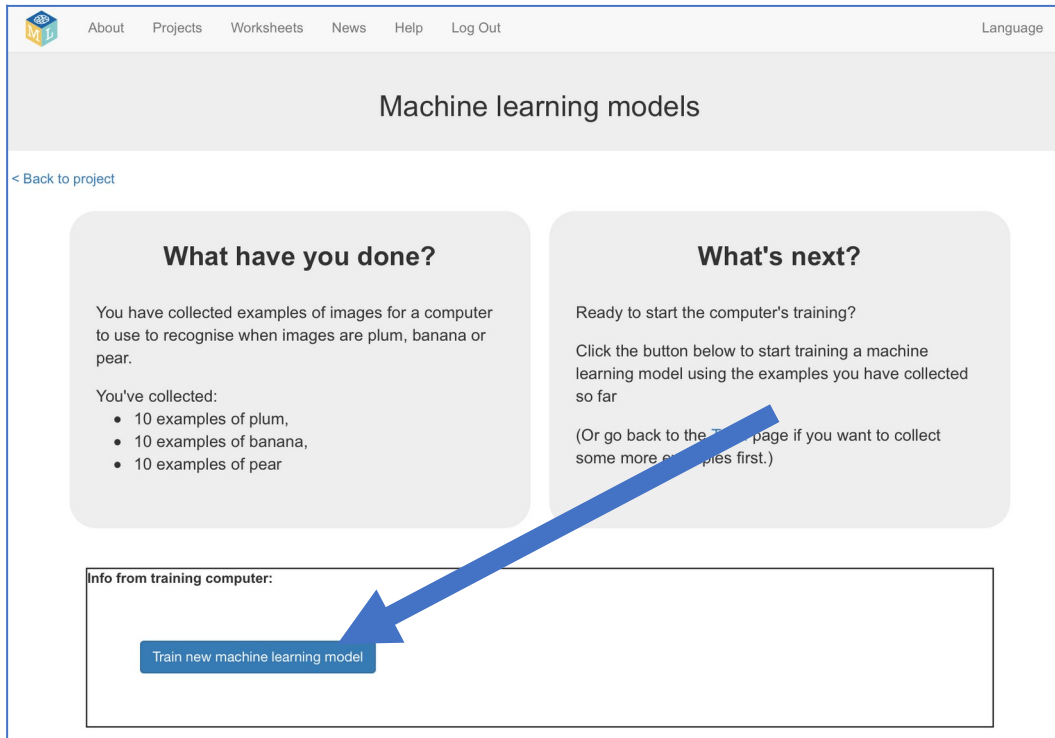 ML About Projects Worksheets News Help Log Out Language
Machine learning models
< Back to project
What have you done?
You have collected examples of images for a computer
to use to recognise when images are plum, banana or
pear.
You've collected:
• 10 examples of plum,
• 10 examples of banana,
• 10 examples of pear
What's next?
Ready to start the computer's training?
Click the button below to start training a machine
learning model using the examples you have collected
so far
(Or go back to the page if you want to collect
some more first.)
Info from training computer:
Train new machine learning model